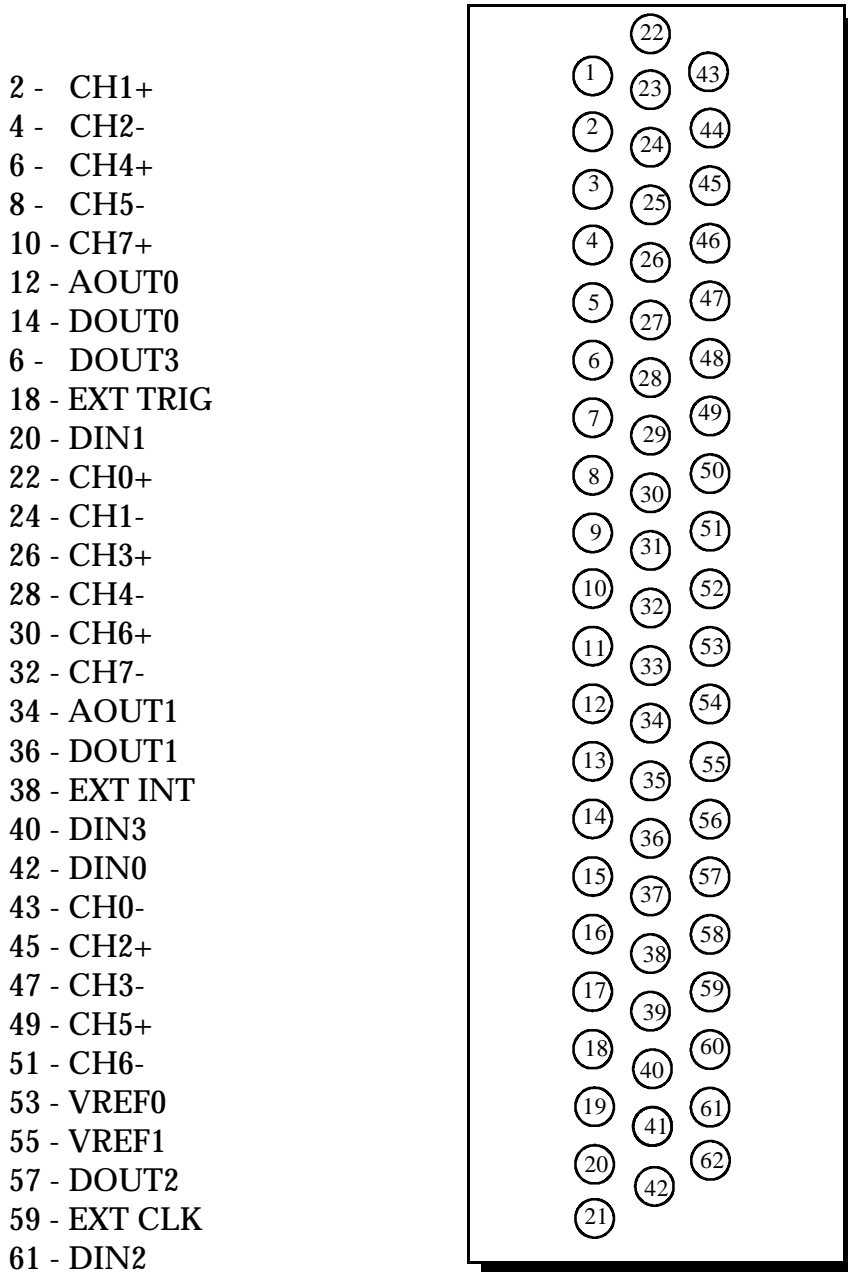 2 - CH1+
4 - CH2-
6 - CH4+
8 - CH5-
10 - CH7+
12 - AOUT0
14 - DOUT0
6 - DOUT3
18 - EXT TRIG
20 - DIN1
22 - CH0+
24 - CH1-
26 - CH3+
28 - CH4-
30 - CH6+
32 - CH7-
34 - AOUT1
36 - DOUT1
38 - EXT INT
40 - DIN3
42 - DIN0
43 - CH0-
45 - CH2+
47 - CH3-
49 - CH5+
51 - CH6-
53 - VREF0
55 - VREF1
57 - DOUT2
59 - EXT CLK
61 - DIN2
22
1 23 43
2 24 44
3 25 45
4 26 46
5 27 47
6 28 48
7 29 49
8 30 50
9 31 51
10 32 52
11 33 53
12 34 54
13 35 55
14 36 56
15 37 57
16 38 58
17 39 59
18 40 60
19 41 61
20 42 62
21